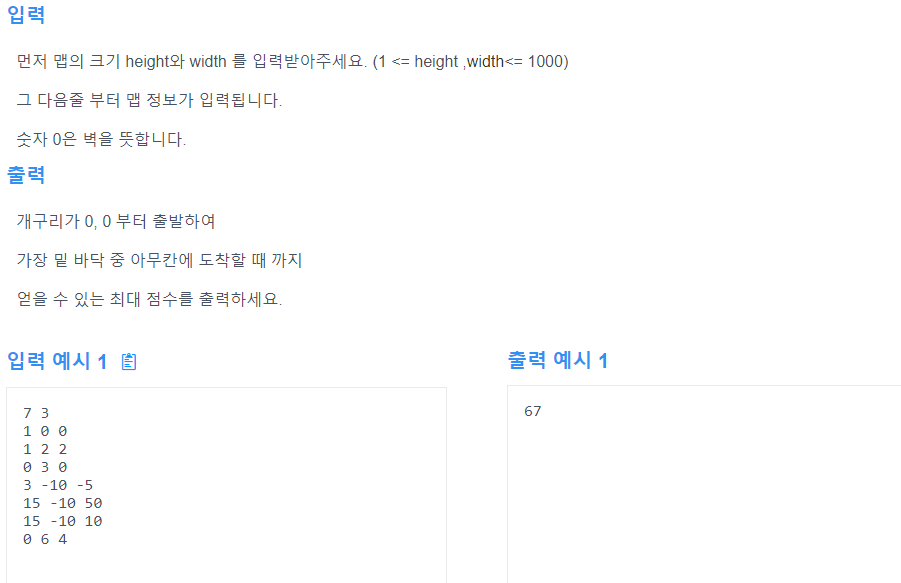 입력
먼저 맵의 크기 height와 width 를 입력받아주세요. (1 <= height ,width<= 1000)
그 다음줄 부터 맵 정보가 입력됩니다.
숫자 0은 벽을 뜻합니다.
출력
개구리가 0, 0 부터 출발하여
가장 밑 바닥 중 아무칸에 도착할 때 까지
얻을 수 있는 최대 점수를 출력하세요.
입력 예시 1
7 3
1 0 0
1 2 2
0 3 0
3 -10 -5
15 -10 50
15 -10 10
0 6 4
출력 예시 1
67